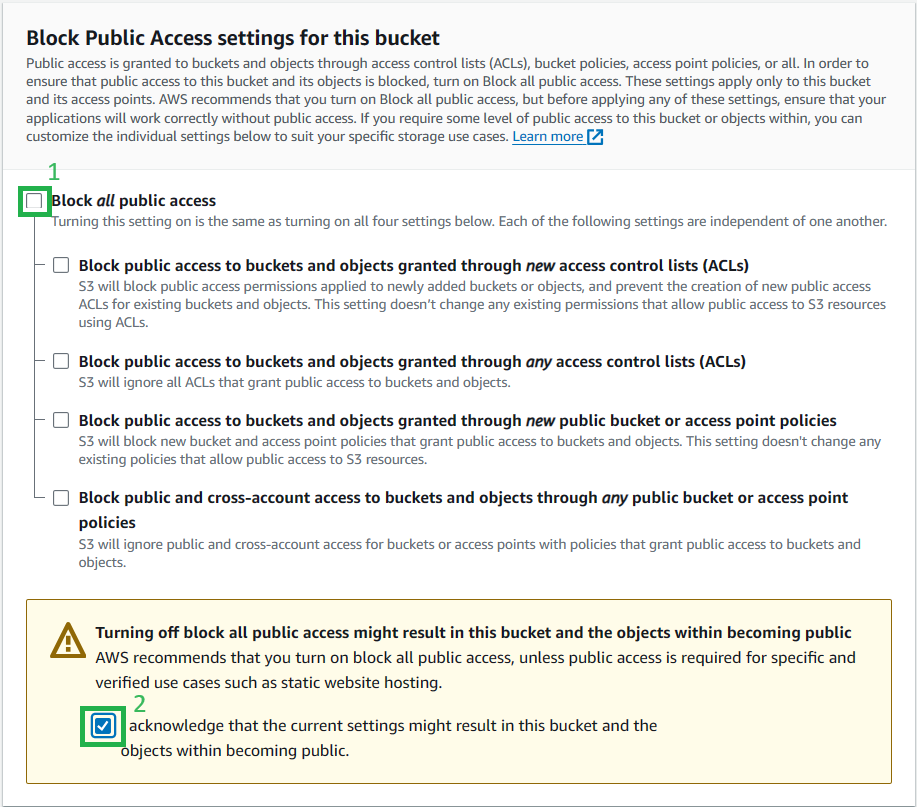 Block Public Access settings for this bucket
Public access is granted to buckets and objects through access control lists (ACLs), bucket policies, access point policies, or all. In order to
ensure that public access to this bucket and its objects is blocked, turn on Block all public access. These settings apply only to this bucket
and its access points. AWS recommends that you turn on Block all public access, but before applying any of these settings, ensure that your
applications will work correctly without public access. If you require some level of public access to this bucket or objects within, you can
customize the individual settings below to suit your specific storage use cases. Learn more
1
Block all public access
Turning this setting on is the same as turning on all four settings below. Each of the following settings are independent of one another.
Block public access to buckets and objects granted through new access control lists (ACLs)
S3 will block public access permissions applied to newly added buckets or objects, and prevent the creation of new public access
ACLs for existing buckets and objects. This setting doesn't change any existing permissions that allow public access to S3 resources
using ACLs.
Block public access to buckets and objects granted through any access control lists (ACLs)
S3 will ignore all ACLs that grant public access to buckets and objects.
Block public access to buckets and objects granted through new public bucket or access point policies
S3 will block new bucket and access point policies that grant public access to buckets and objects. This setting doesn't change any
existing policies that allow public access to S3 resources.
Block public and cross-account access to buckets and objects through any public bucket or access point
policies
S3 will ignore public and cross-account access for buckets or access points with policies that grant public access to buckets and
objects.
Turning off block all public access might result in this bucket and the objects within becoming public
AWS recommends that you turn on block all public access, unless public access is required for specific and
verified use cases such as static website hosting.
2
acknowledge that the current settings might result in this bucket and the
objects within becoming public.